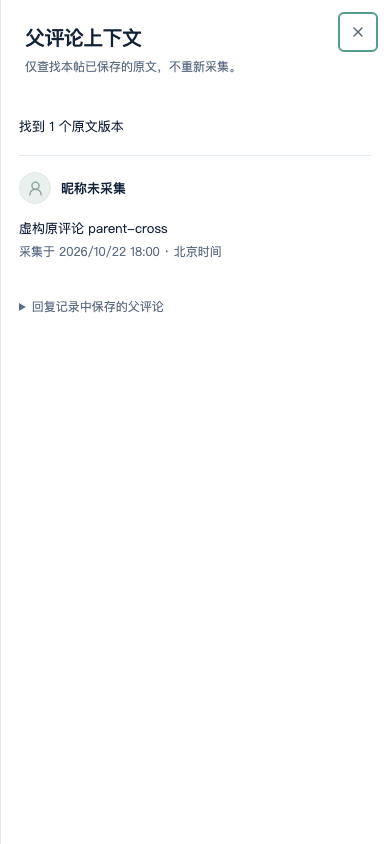 父评论上下文
仅查找本帖已保存的原文，不重新采集。
找到 1 个原文版本
昵称未采集
虚构原评论 parent-cross
采集于 2026/10/22 18:00 · 北京时间
▶ 回复记录中保存的父评论